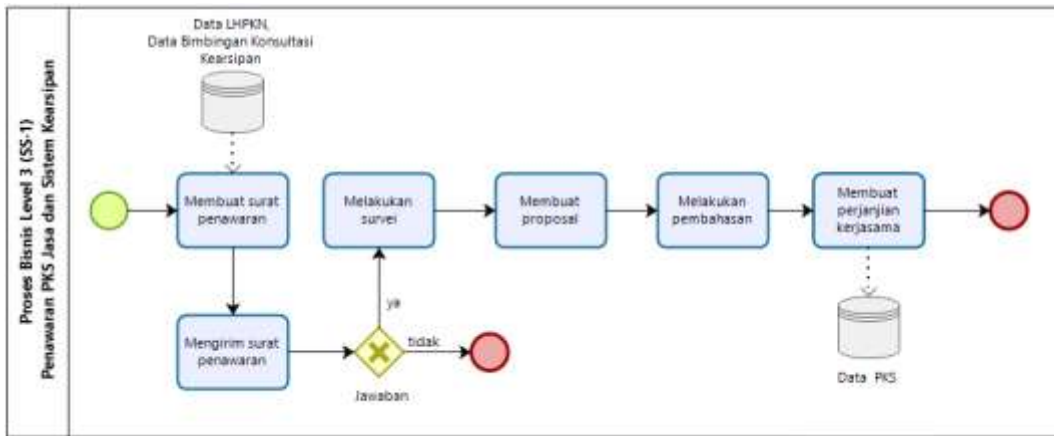 Proses Bisnis Level 3 (SS-1)
Penawaran PKS Jasa dan Sistem Kearsipan
Data LHPKN,
Data Bimbingan Konsultasi
Kearsipan
Membuat surat
penawaran
Melakukan
survei
Membuat
proposal
Melakukan
pembahasan
Membuat
perjanjian
kerjasama
ya
Mengirim surat
penawaran
tidak
Jawaban
Data PKS